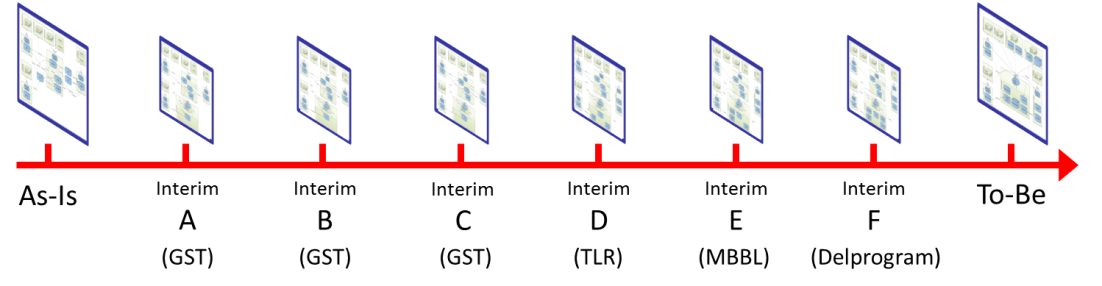 As-Is
Interim
A
(GST)
Interim
B
(GST)
Interim
C
(GST)
Interim
D
(TLR)
Interim
E
(MBBL)
Interim
F
(Delprogram)
To-Be